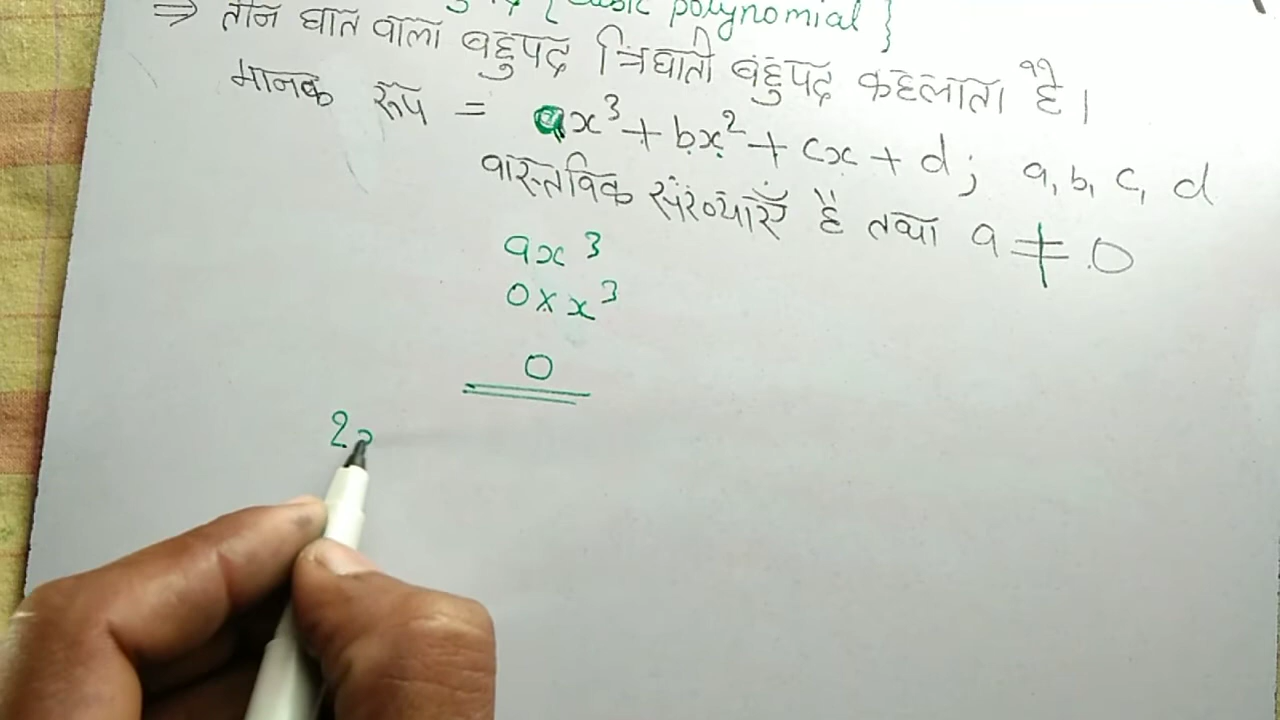 polynomial }
⇒ तीन घात वाला बहुपद त्रिघाती बहुपद कहलाता है।
मानक रूप = ax³ + bx² + cx + d; a, b, c, d
वास्तविक संख्याएँ है तथा a ≠ 0
ax³
0 × x³
0
2